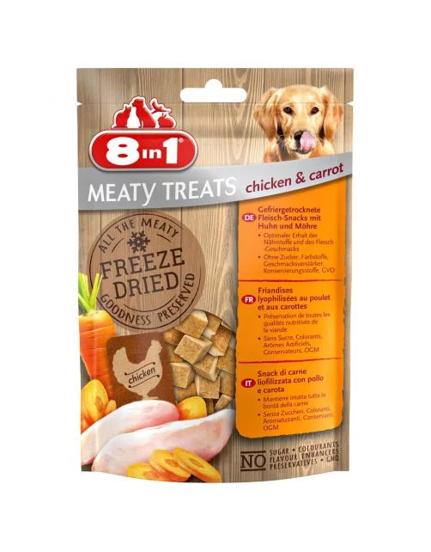 8in1
MEATY TREATS chicken & carrot
ALL THE MEATY
FREEZE
DRIED
GOODNESS PRESERVED
chicken
DE Gefriergetrocknete
Fleisch-Snacks mit
Huhn und Möhre
• Optimaler Erhalt der
Nährstoffe und des Fleisch
-Geschmacks
• Ohne Zucker, Farbstoffe,
Geschmacksverstärker,
Konservierungsstoffe, GVO
FR Friandises
lyophilisées au poulet
et aux carottes
• Préservation de toutes les
qualités nutritives de
la viande
• Sans Sucre, Colorants,
Arômes Artificiels,
Conservateurs, OGM
IT Snack di carne
liofilizzata con pollo
e carota
• Mantiene intatta tutta la
bontà della carne
• Senza Zuccheri, Coloranti,
Aromatizzanti, Conservanti,
OGM
NO SUGAR • COLOURANTS
FLAVOUR ENHANCERS
PRESERVATIVES • GMO